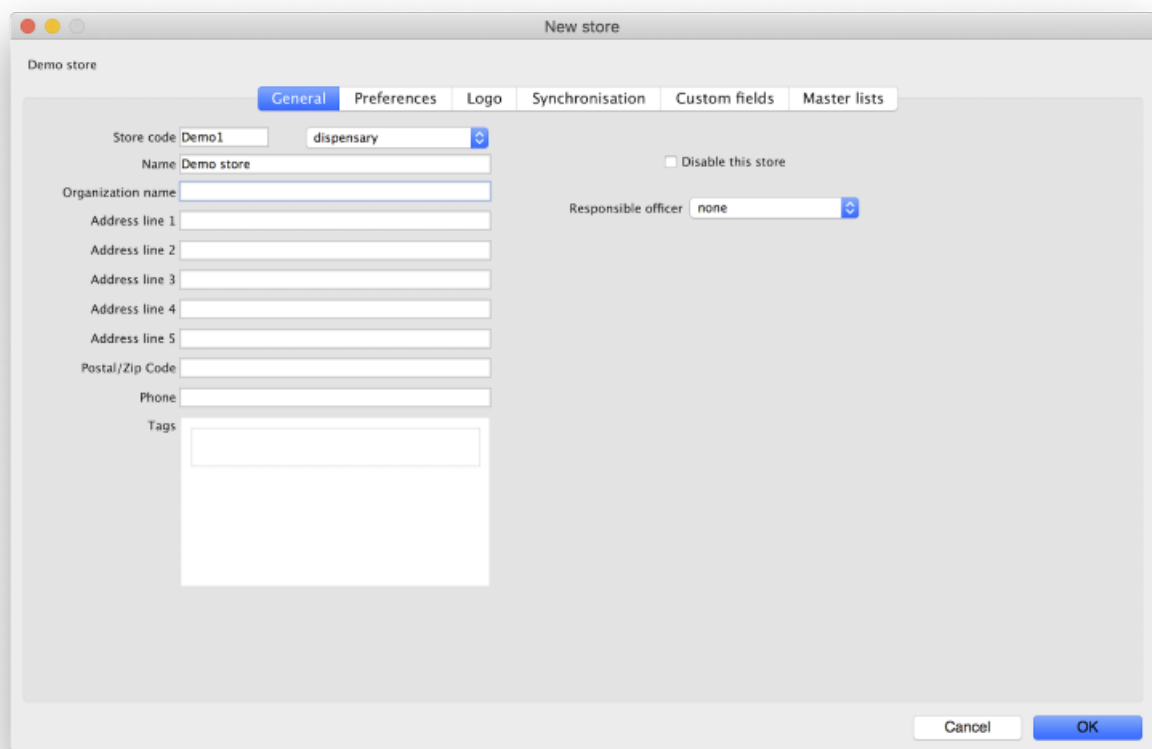 New store
Demo store
General Preferences Logo Synchronisation Custom fields Master lists
Store code Demo1 dispensary
Name Demo store
Disable this store
Organization name
Responsible officer none
Address line 1
Address line 2
Address line 3
Address line 4
Address line 5
Postal/Zip Code
Phone
Tags
Cancel OK